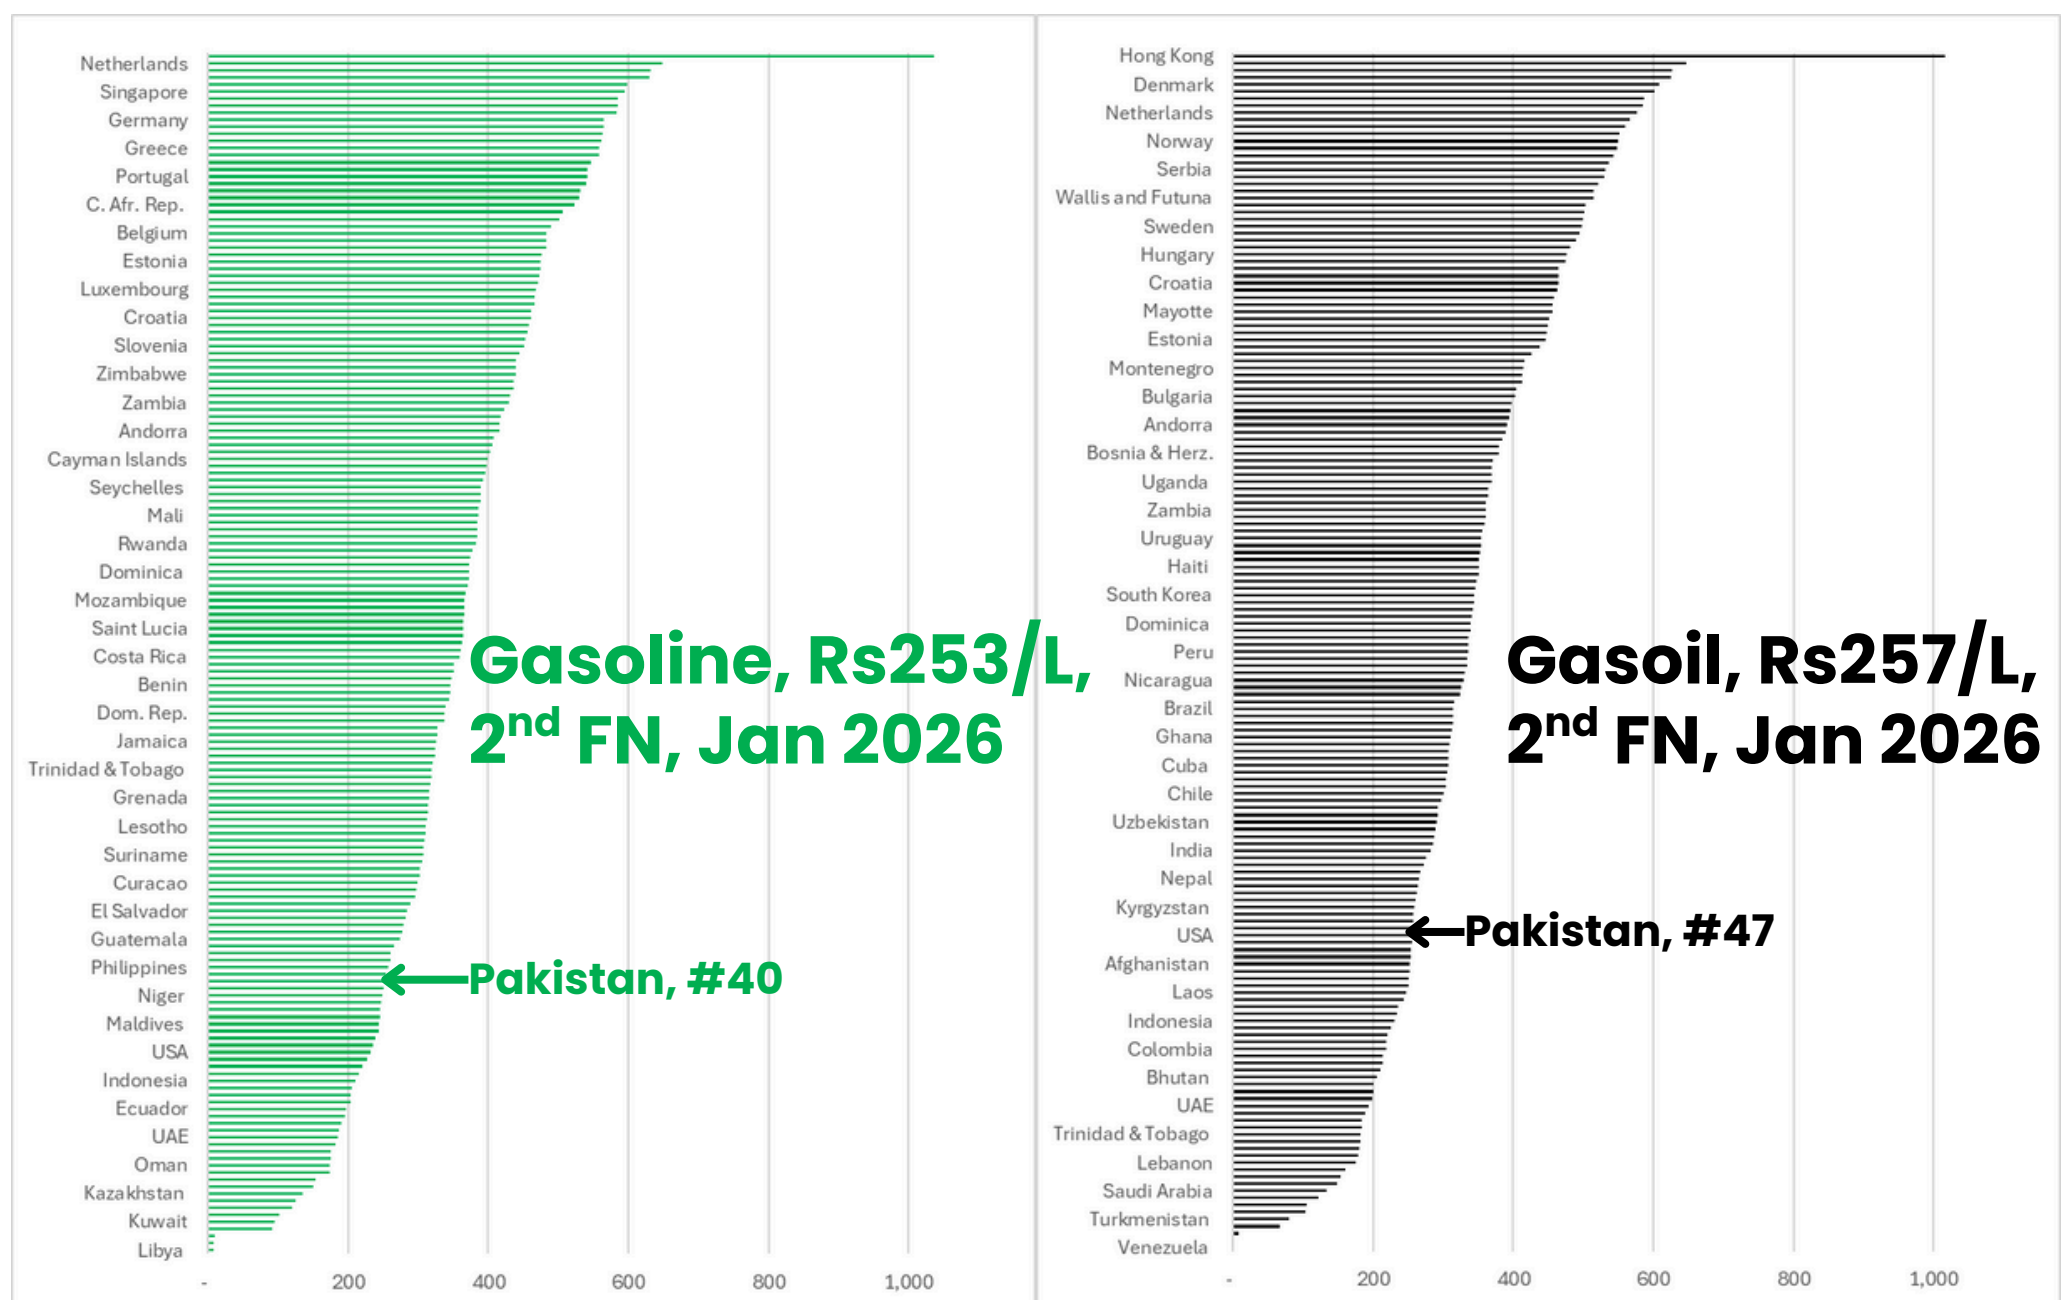 Netherlands
Singapore
Germany
Greece
Portugal
C. Afr. Rep.
Belgium
Estonia
Luxembourg
Croatia
Slovenia
Zimbabwe
Zambia
Andorra
Cayman Islands
Seychelles
Mali
Rwanda
Dominica
Mozambique
Saint Lucia
Costa Rica
Benin
Dom. Rep.
Jamaica
Trinidad & Tobago
Grenada
Lesotho
Suriname
Curacao
El Salvador
Guatemala
Philippines
Niger
Maldives
USA
Indonesia
Ecuador
UAE
Oman
Kazakhstan
Kuwait
Libya
- 200 400 600 800 1,000
Gasoline, Rs253/L,
2nd FN, Jan 2026
Pakistan, #40
Hong Kong
Denmark
Netherlands
Norway
Serbia
Wallis and Futuna
Sweden
Hungary
Croatia
Mayotte
Estonia
Montenegro
Bulgaria
Andorra
Bosnia & Herz.
Uganda
Zambia
Uruguay
Haiti
South Korea
Dominica
Peru
Nicaragua
Brazil
Ghana
Cuba
Chile
Uzbekistan
India
Nepal
Kyrgyzstan
USA
Afghanistan
Laos
Indonesia
Colombia
Bhutan
UAE
Trinidad & Tobago
Lebanon
Saudi Arabia
Turkmenistan
Venezuela
- 200 400 600 800 1,000
Gasoil, Rs257/L,
2nd FN, Jan 2026
Pakistan, #47